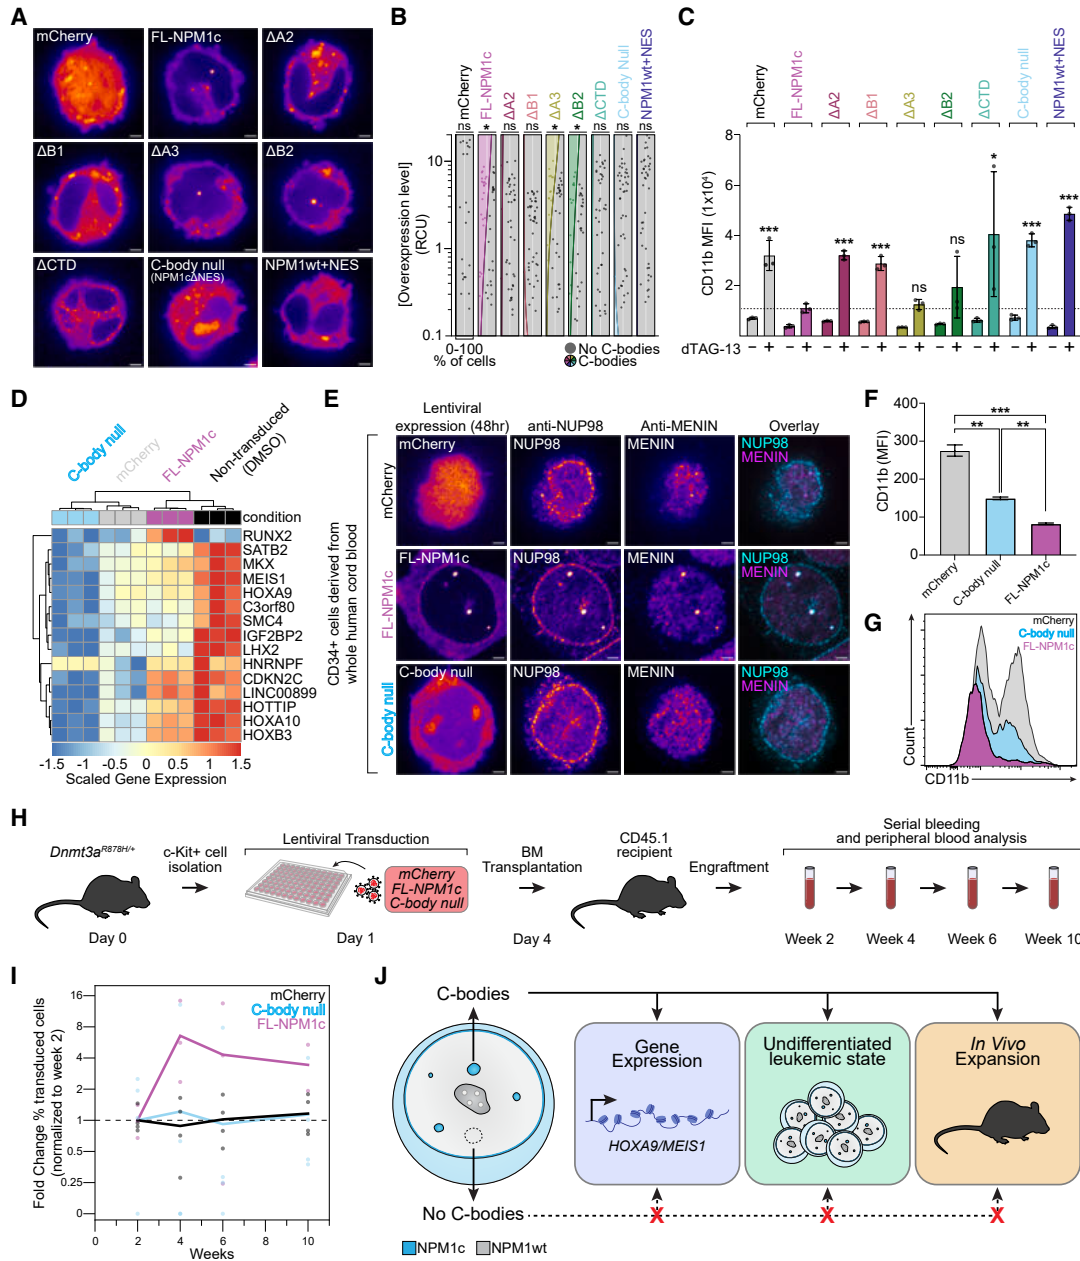 A
mCherry
FL-NPM1c
ΔA2
ΔB1
ΔA3
ΔB2
ΔCTD
C-body null
(NPM1cΔNES)
NPM1wt+NES
B
mCherry
FL-NPM1c
ΔA2
ΔB1
ΔA3
ΔB2
ΔCTD
C-body Null
NPM1wt+NES
ns * ns ns * * ns ns ns
[Overexpression level]
(RCU)
10
1
0.1
0-100
% of cells
No C-bodies
C-bodies
C
mCherry
FL-NPM1c
ΔA2
ΔB1
ΔA3
ΔB2
ΔCTD
C-body null
NPM1wt+NES
CD11b MFI (1x10⁴)
8
6
4
2
*** *** *** ns ns * *** ***
dTAG-13 − + − + − + − + − + − + − + − + − +
D
C-body null
mCherry
FL-NPM1c
Non-transduced
(DMSO)
condition
RUNX2
SATB2
MKX
MEIS1
HOXA9
C3orf80
SMC4
IGF2BP2
LHX2
HNRNPF
CDKN2C
LINC00899
HOTTIP
HOXA10
HOXB3
-1.5 -1 -0.5 0 0.5 1 1.5
Scaled Gene Expression
E
Lentiviral
expression (48hr)
anti-NUP98
Anti-MENIN
Overlay
CD34+ cells derived from
whole human cord blood
mCherry
mCherry
NUP98
MENIN
NUP98
MENIN
FL-NPM1c
FL-NPM1c
NUP98
MENIN
NUP98
MENIN
C-body null
C-body null
NUP98
MENIN
NUP98
MENIN
F
CD11b (MFI)
400
300
200
100
0
***
** **
mCherry
C-body null
FL-NPM1c
G
mCherry
C-body null
FL-NPM1c
Count
CD11b
H
Dnmt3aR878H/+
c-Kit+ cell
isolation
Lentiviral Transduction
mCherry
FL-NPM1c
C-body null
BM
Transplantation
CD45.1
recipient
Engraftment
Serial bleeding
and peripheral blood analysis
Day 0
Day 1
Day 4
Week 2
Week 4
Week 6
Week 10
I
mCherry
C-body null
FL-NPM1c
Fold Change % transduced cells
(normalized to week 2)
16
8
4
2
1
0.5
0.25
0
0 2 4 6 8 10
Weeks
J
C-bodies
Gene
Expression
HOXA9/MEIS1
Undifferentiated
leukemic state
In Vivo
Expansion
No C-bodies
X X X
NPM1c
NPM1wt